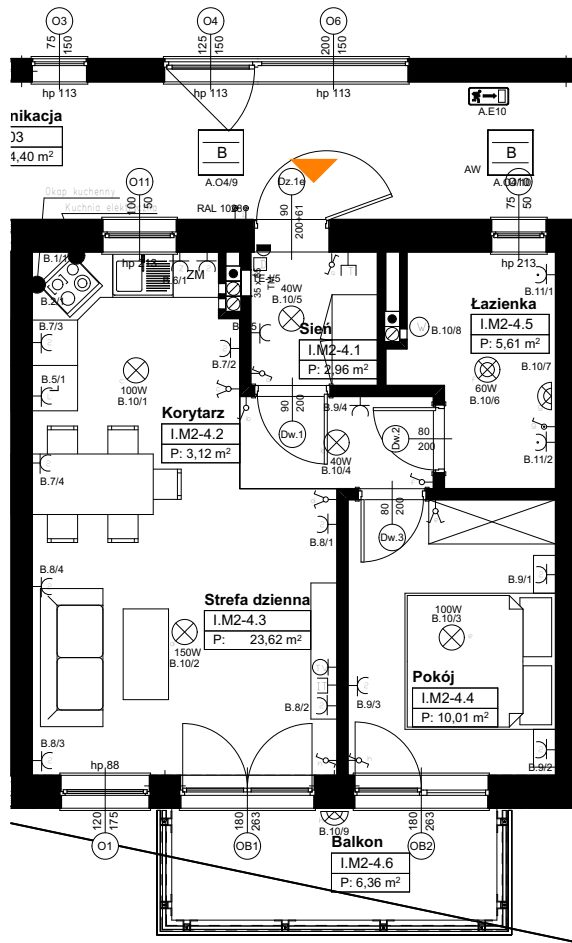 O3
O4
O6
75
150
125
150
200
150
hp 113
hp 113
hp 113
nikacja
03
4,40 m²
A.E10
B
A.O4/9
B
AW
O11
Dz.1e
Okap kuchenny
Kuchnia
RAL
100
50
90
200+61
75
50
hp 213
B.1/1
B.2/1
B.6/1
ZM
40W
B.10/5
Sień
I.M2-4.1
P: 2,96 m²
B.11/1
Łazienka
I.M2-4.5
P: 5,61 m²
B.10/8
B.7/3
B.7/2
B.5/1
100W
B.10/1
60W
B.10/6
B.10/7
Korytarz
I.M2-4.2
P: 3,12 m²
90
200
Dw.1
B.9/4
40W
B.10/4
Dw.2
80
200
B.11/2
B.7/4
80
200
B.8/1
Dw.3
B.8/4
B.9/1
Strefa dzienna
I.M2-4.3
P: 23,62 m²
150W
B.10/2
100W
B.10/3
Pokój
I.M2-4.4
P: 10,01 m²
B.8/2
B.9/3
B.8/3
hp 88
B.9/2
120
175
O1
180
263
OB1
B.10/9
180
263
OB2
Balkon
I.M2-4.6
P: 6,36 m²